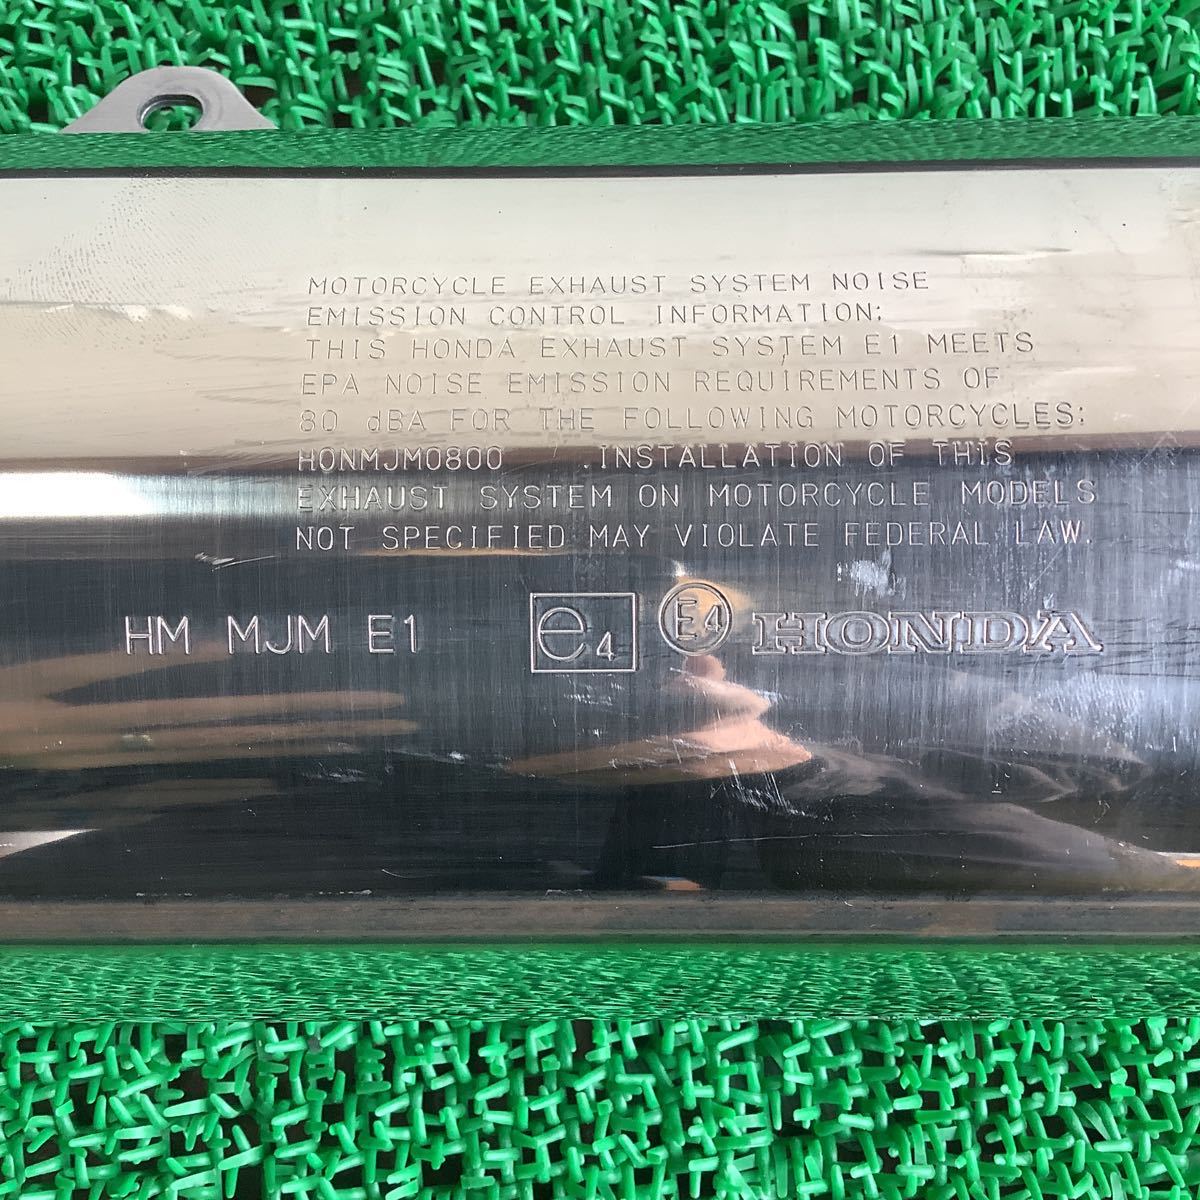 MOTORCYCLE EXHAUST SYSTEM NOISE
EMISSION CONTROL INFORMATION:
THIS HONDA EXHAUST SYSTEM E1 MEETS
EPA NOISE EMISSION REQUIREMENTS OF
80 dBA FOR THE FOLLOWING MOTORCYCLES:
HONMJM0800 .INSTALLATION OF THIS
EXHAUST SYSTEM ON MOTORCYCLE MODELS
NOT SPECIFIED MAY VIOLATE FEDERAL LAW.
HM MJM E1 e4 E4 HONDA